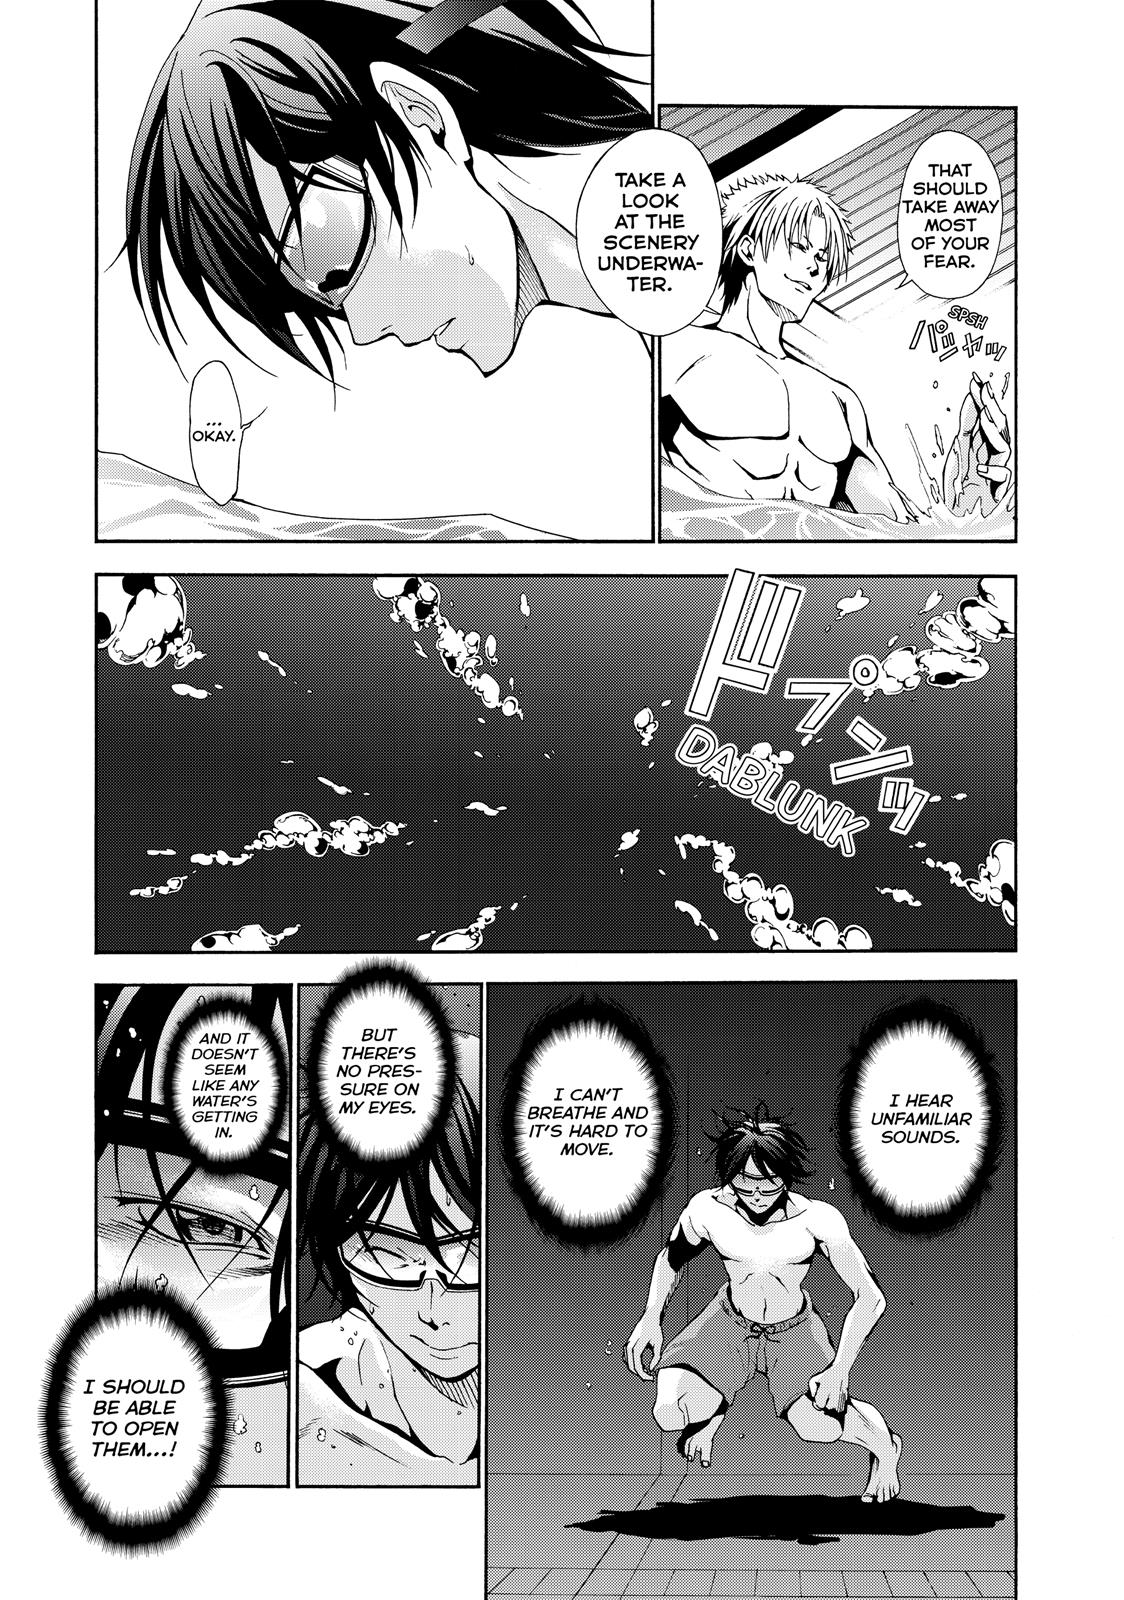 THAT
SHOULD
TAKE AWAY
MOST
OF YOUR
FEAR.
SPSH
パシャッ
TAKE A
LOOK
AT THE
SCENERY
UNDERWA-
TER.
...
OKAY.
ドプンッ
DABLUNK
I HEAR
UNFAMILIAR
SOUNDS.
I CAN'T
BREATHE AND
IT'S HARD TO
MOVE.
BUT
THERE'S
NO PRES-
SURE ON
MY EYES.
AND IT
DOESN'T
SEEM
LIKE ANY
WATER'S
GETTING
IN.
I SHOULD
BE ABLE
TO OPEN
THEM...!